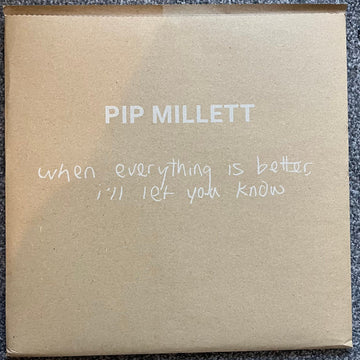 PIP MILLETT
when everything is better,
i'll let you know